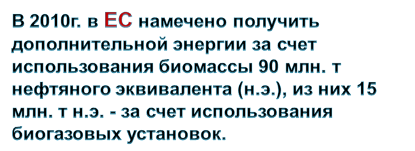 В 2010г. в ЕС намечено получить
дополнительной энергии за счет
использования биомассы 90 млн. т
нефтяного эквивалента (н.э.), из них 15
млн. т н.э. - за счет использования
биогазовых установок.